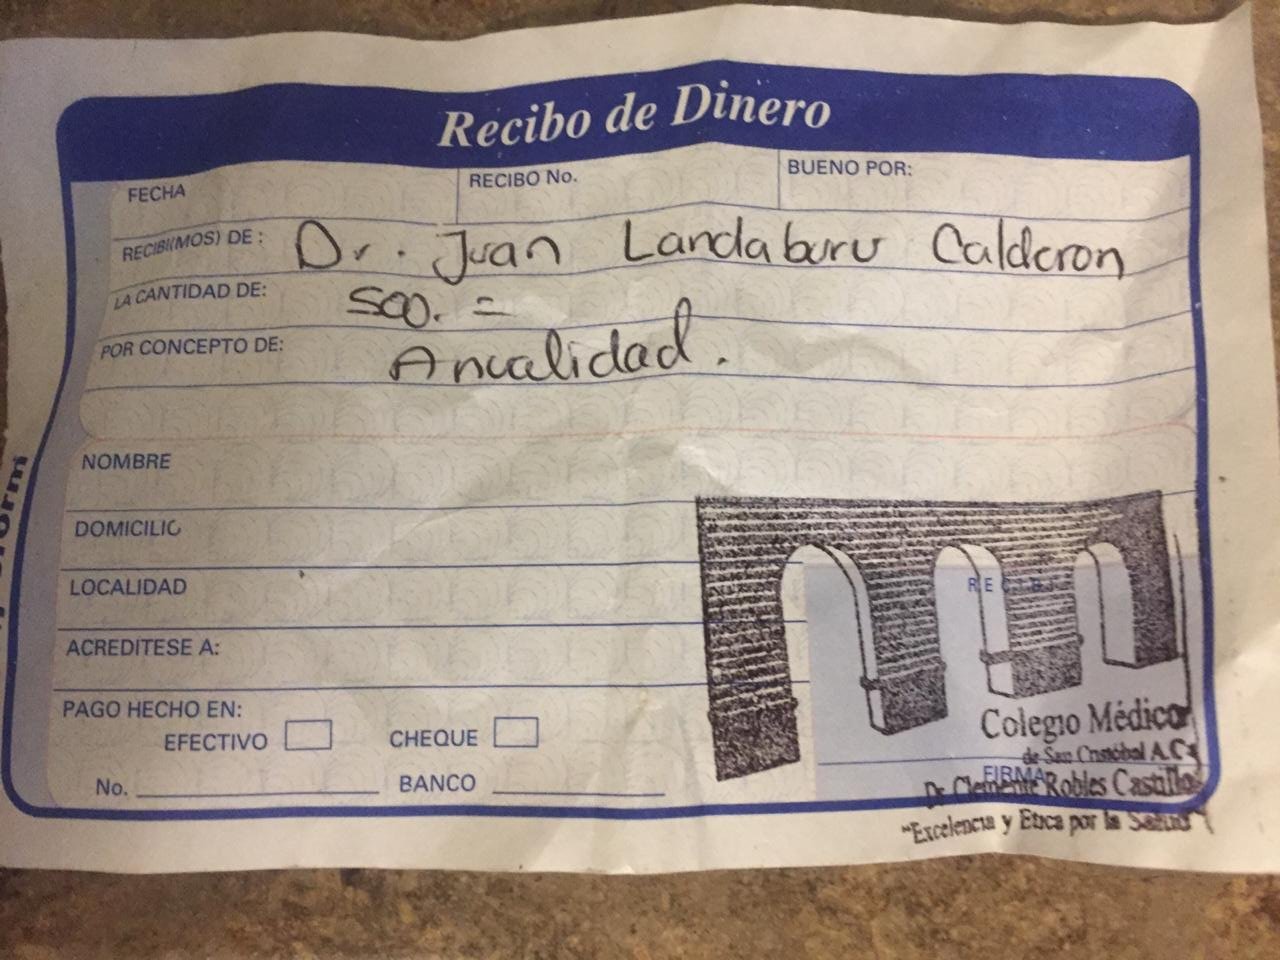 Recibo de Dinero
FECHA RECIBO No. BUENO POR:
RECIBI(MOS) DE: Dr. Juan Landaburu Calderon
LA CANTIDAD DE: 500. =
POR CONCEPTO DE: Anualidad.
NOMBRE
DOMICILIO
LOCALIDAD
RECIBI
ACREDÍTESE A:
PAGO HECHO EN:
EFECTIVO CHEQUE
No. BANCO
FIRMA
Colegio Médico
de San Cristóbal A.C.
Dr. Clemente Robles Castillo
"Excelencia y Etica por la Salud"